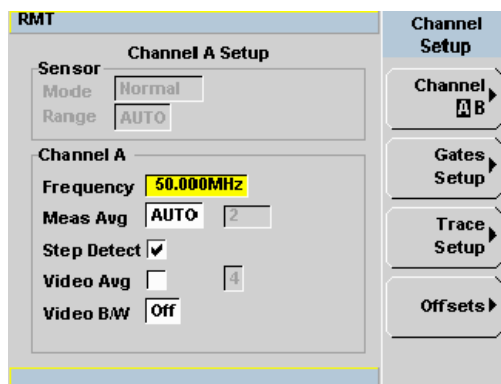 RMT
Channel A Setup
Sensor
Mode Normal
Range AUTO
Channel A
Frequency 50.000MHz
Meas Avg AUTO 2
Step Detect
Video Avg 4
Video B/W Off
Channel
Setup
Channel
A B
Gates
Setup
Trace
Setup
Offsets